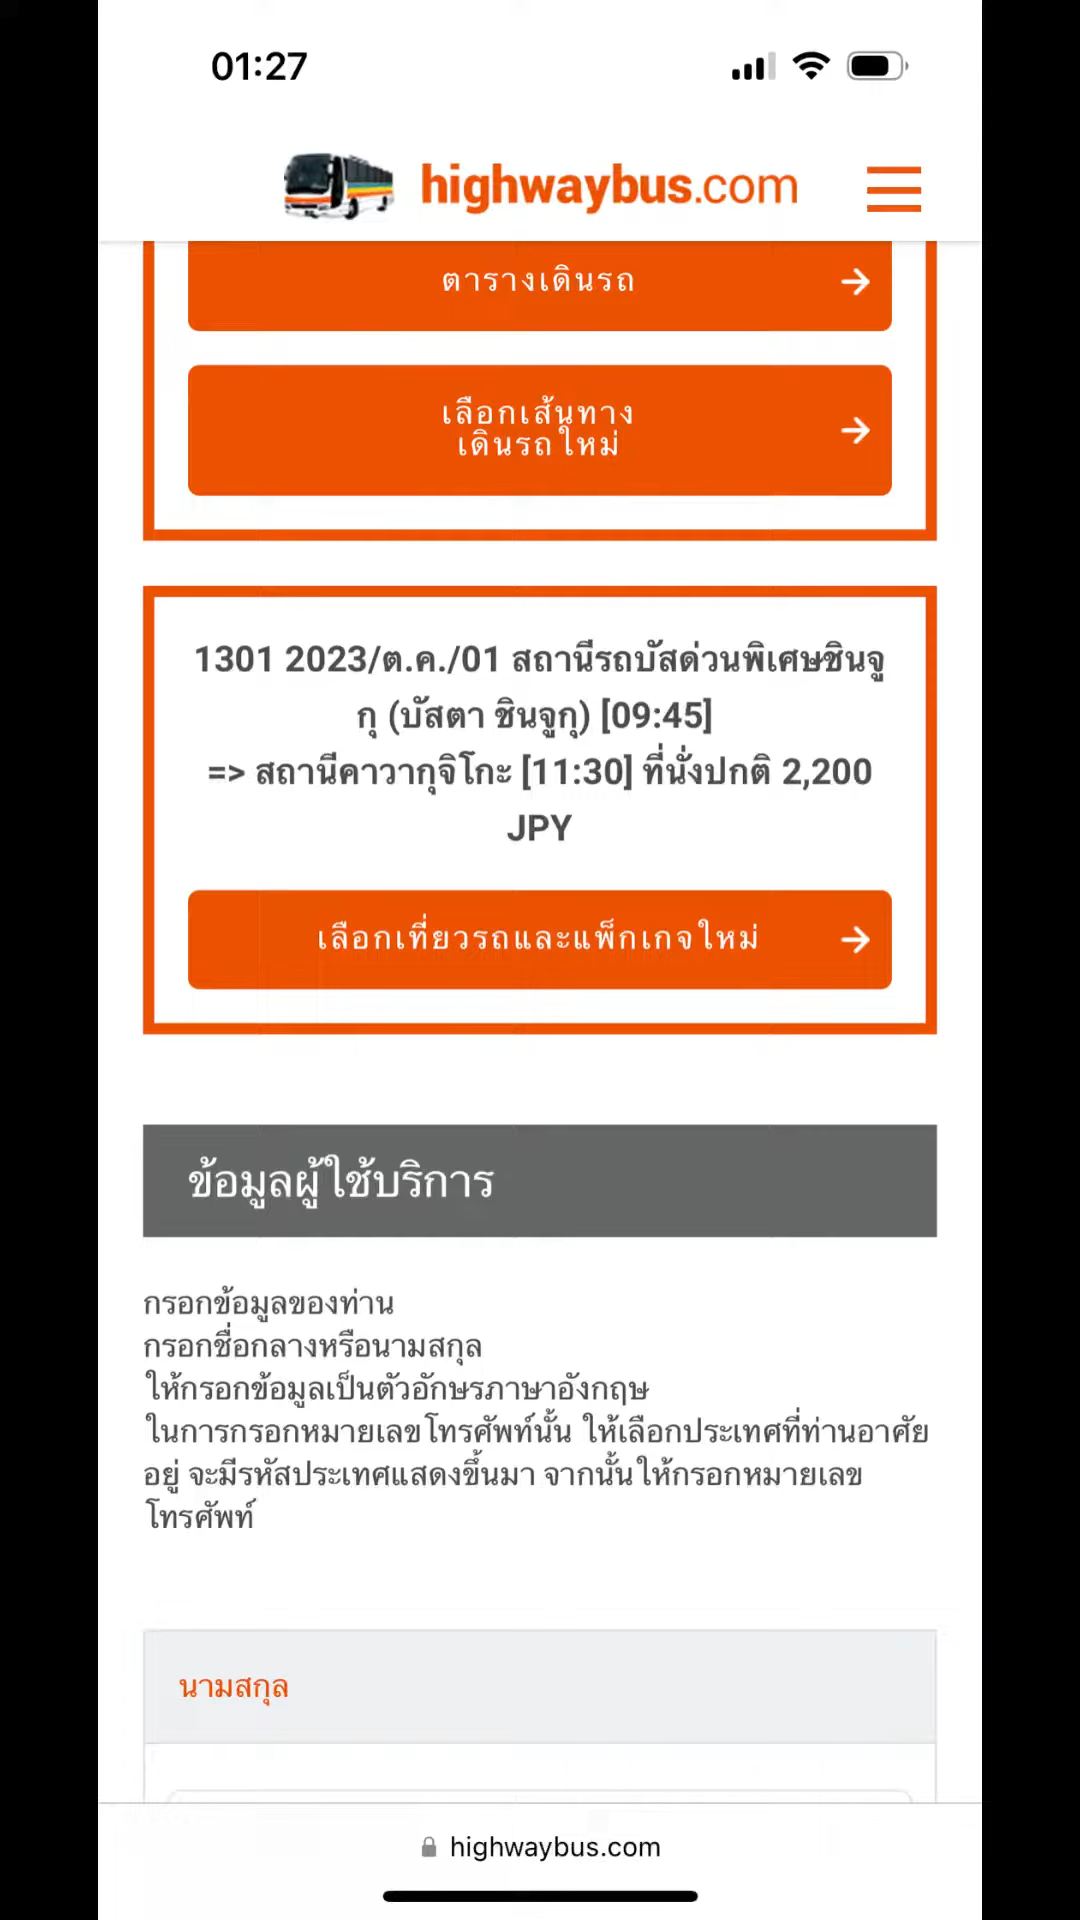 01:27
highwaybus.com
ตารางเดินรถ
เลือกเส้นทาง
เดินรถใหม่
1301 2023/ต.ค./01 สถานีรถบัสด่วนพิเศษชินจู
กุ (บัสตา ชินจูกุ) [09:45]
=> สถานีคาวากุจิโกะ [11:30] ที่นั่งปกติ 2,200
JPY
เลือกเที่ยวรถและแพ็กเกจใหม่
ข้อมูลผู้ใช้บริการ
กรอกข้อมูลของท่าน
กรอกชื่อกลางหรือนามสกุล
ให้กรอกข้อมูลเป็นตัวอักษรภาษาอังกฤษ
ในการกรอกหมายเลขโทรศัพท์นั้น ให้เลือกประเทศที่ท่านอาศัย
อยู่ จะมีรหัสประเทศแสดงขึ้นมา จากนั้นให้กรอกหมายเลข
โทรศัพท์
นามสกุล
highwaybus.com